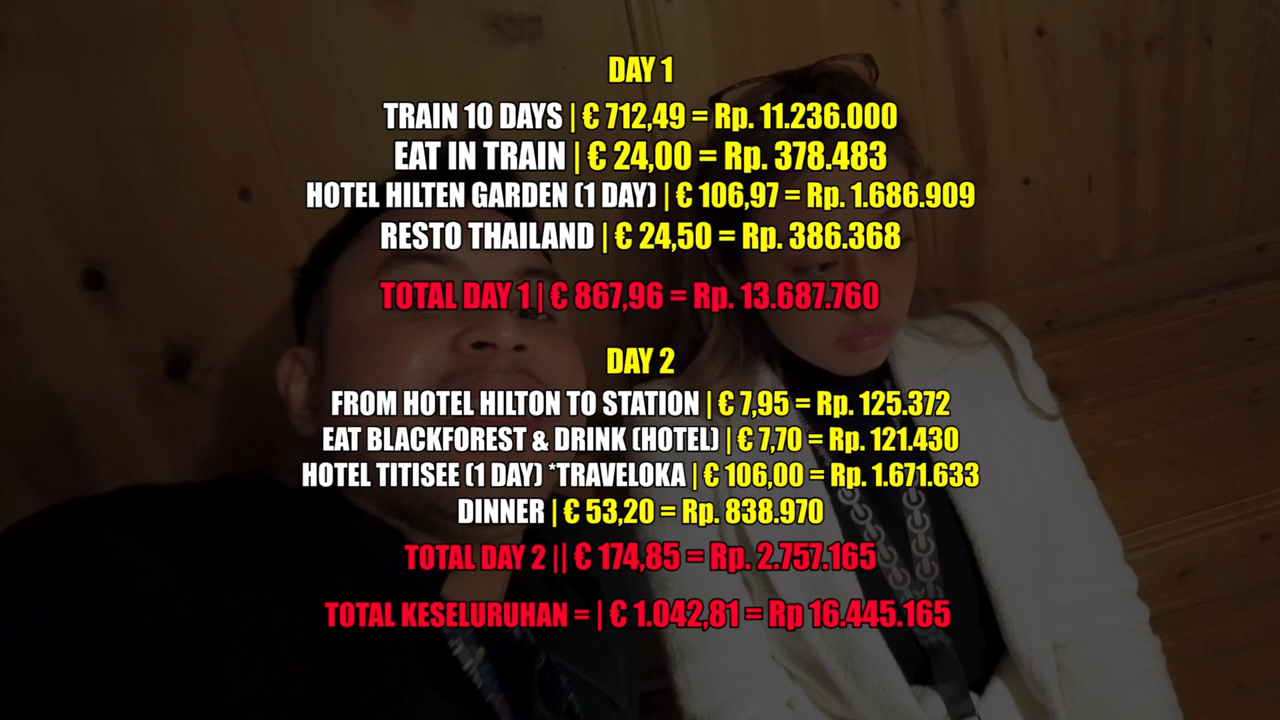 DAY 1
TRAIN 10 DAYS | € 712,49 = Rp. 11.236.000
EAT IN TRAIN | € 24,00 = Rp. 378.483
HOTEL HILTEN GARDEN (1 DAY) | € 106,97 = Rp. 1.686.909
RESTO THAILAND | € 24,50 = Rp. 386.368
TOTAL DAY 1 | € 867,96 = Rp. 13.687.760
DAY 2
FROM HOTEL HILTON TO STATION | € 7,95 = Rp. 125.372
EAT BLACKFOREST & DRINK (HOTEL) | € 7,70 = Rp. 121.430
HOTEL TITISEE (1 DAY) *TRAVELOKA | € 106,00 = Rp. 1.671.633
DINNER | € 53,20 = Rp. 838.970
TOTAL DAY 2 || € 174,85 = Rp. 2.757.165
TOTAL KESELURUHAN = | € 1.042,81 = Rp 16.445.165